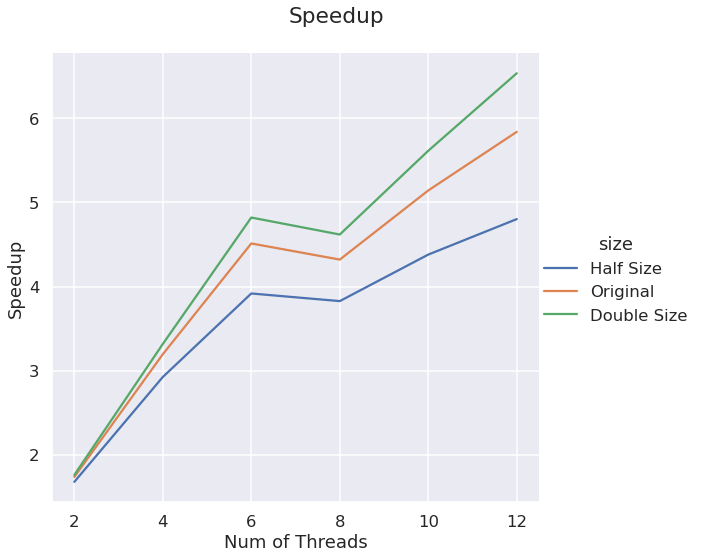 Speedup
6
5
4
3
2
Speedup
2 4 6 8 10 12
Num of Threads
size
Half Size
Original
Double Size